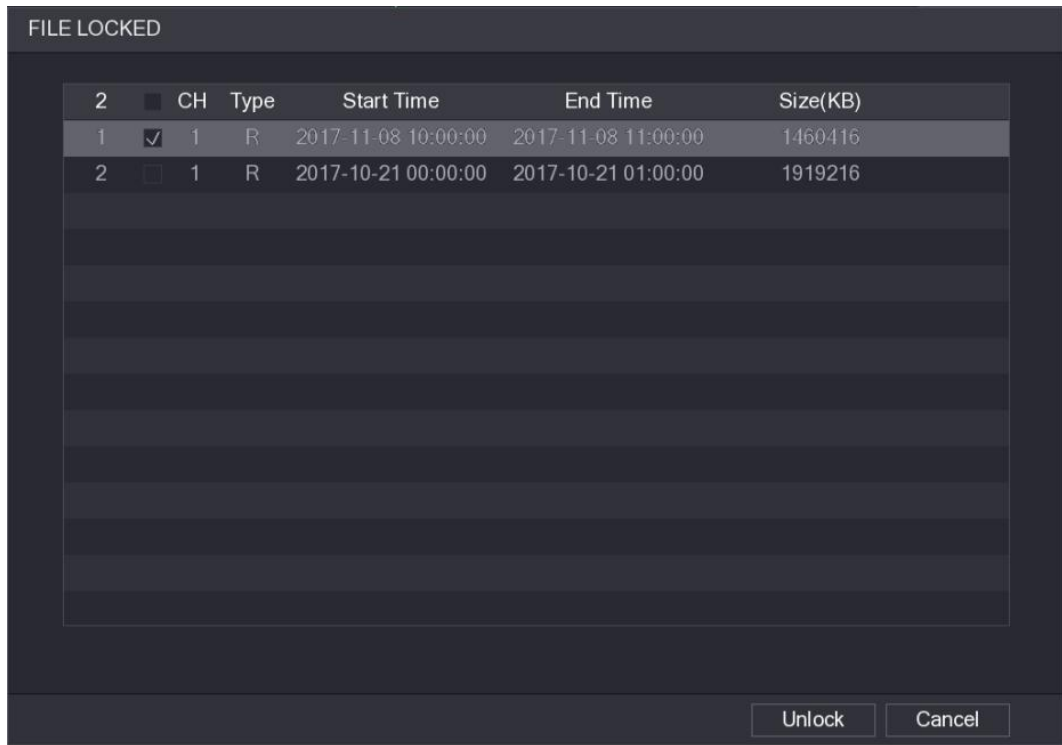 FILE LOCKED
2 CH Type Start Time End Time Size(KB)
1 1 R 2017-11-08 10:00:00 2017-11-08 11:00:00 1460416
2 1 R 2017-10-21 00:00:00 2017-10-21 01:00:00 1919216
Unlock Cancel